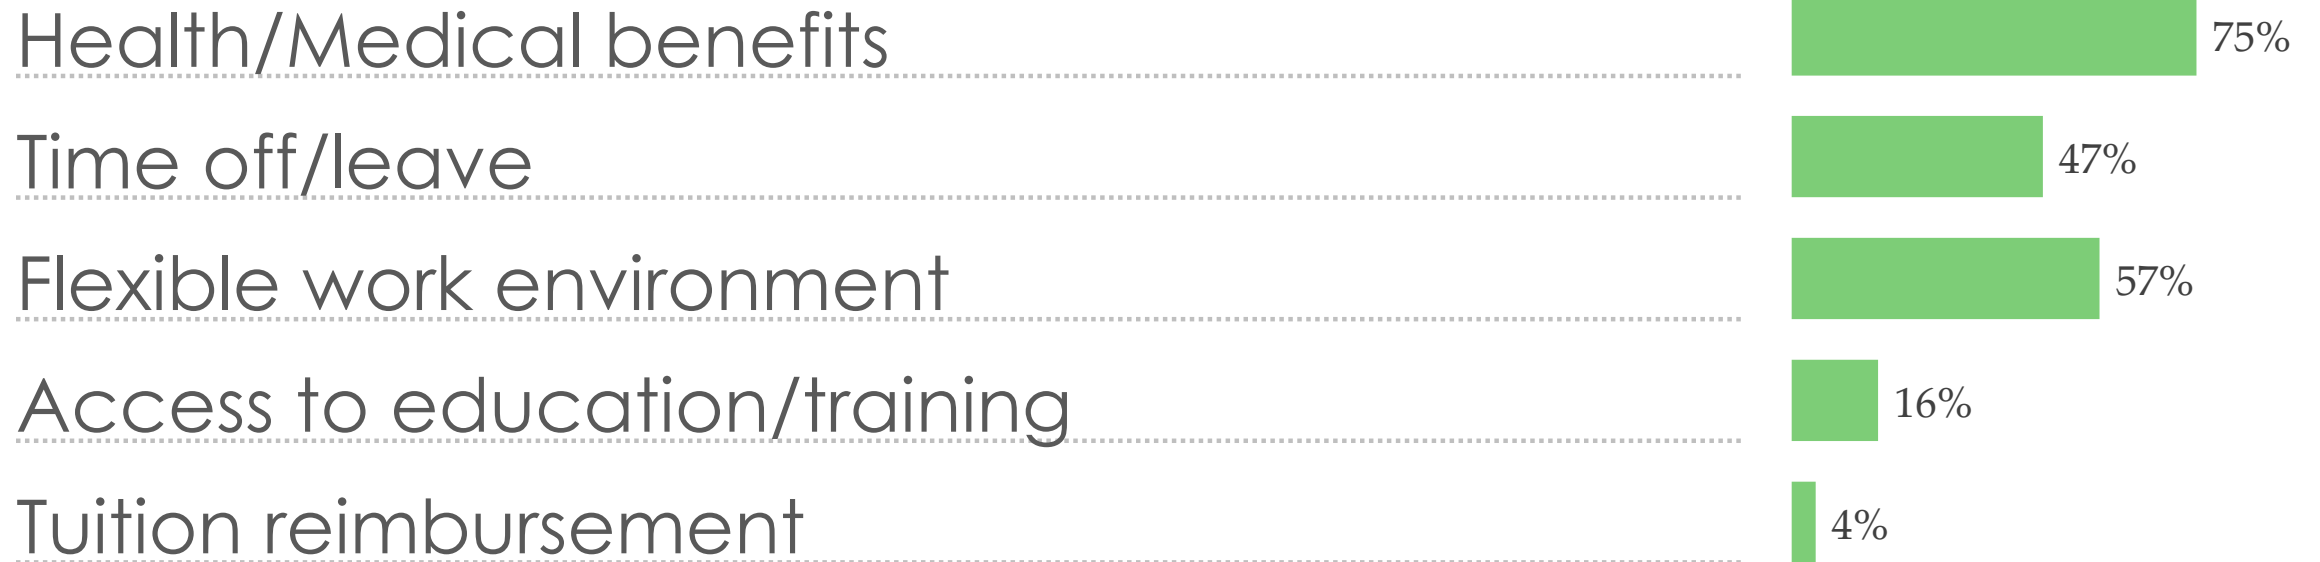 Health/Medical benefits 75%
Time off/leave 47%
Flexible work environment 57%
Access to education/training 16%
Tuition reimbursement 4%